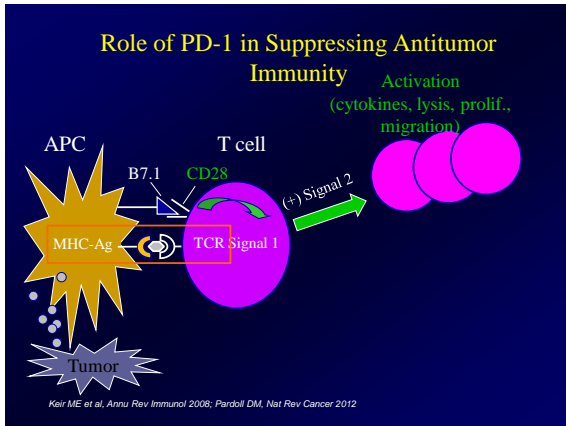 Role of PD-1 in Suppressing Antitumor
Immunity
Activation
(cytokines, lysis, prolif.,
migration)
APC
T cell
B7.1
CD28
(+) Signal 2
MHC-Ag
TCR Signal 1
Tumor
Keir ME et al, Annu Rev Immunol 2008; Pardoll DM, Nat Rev Cancer 2012